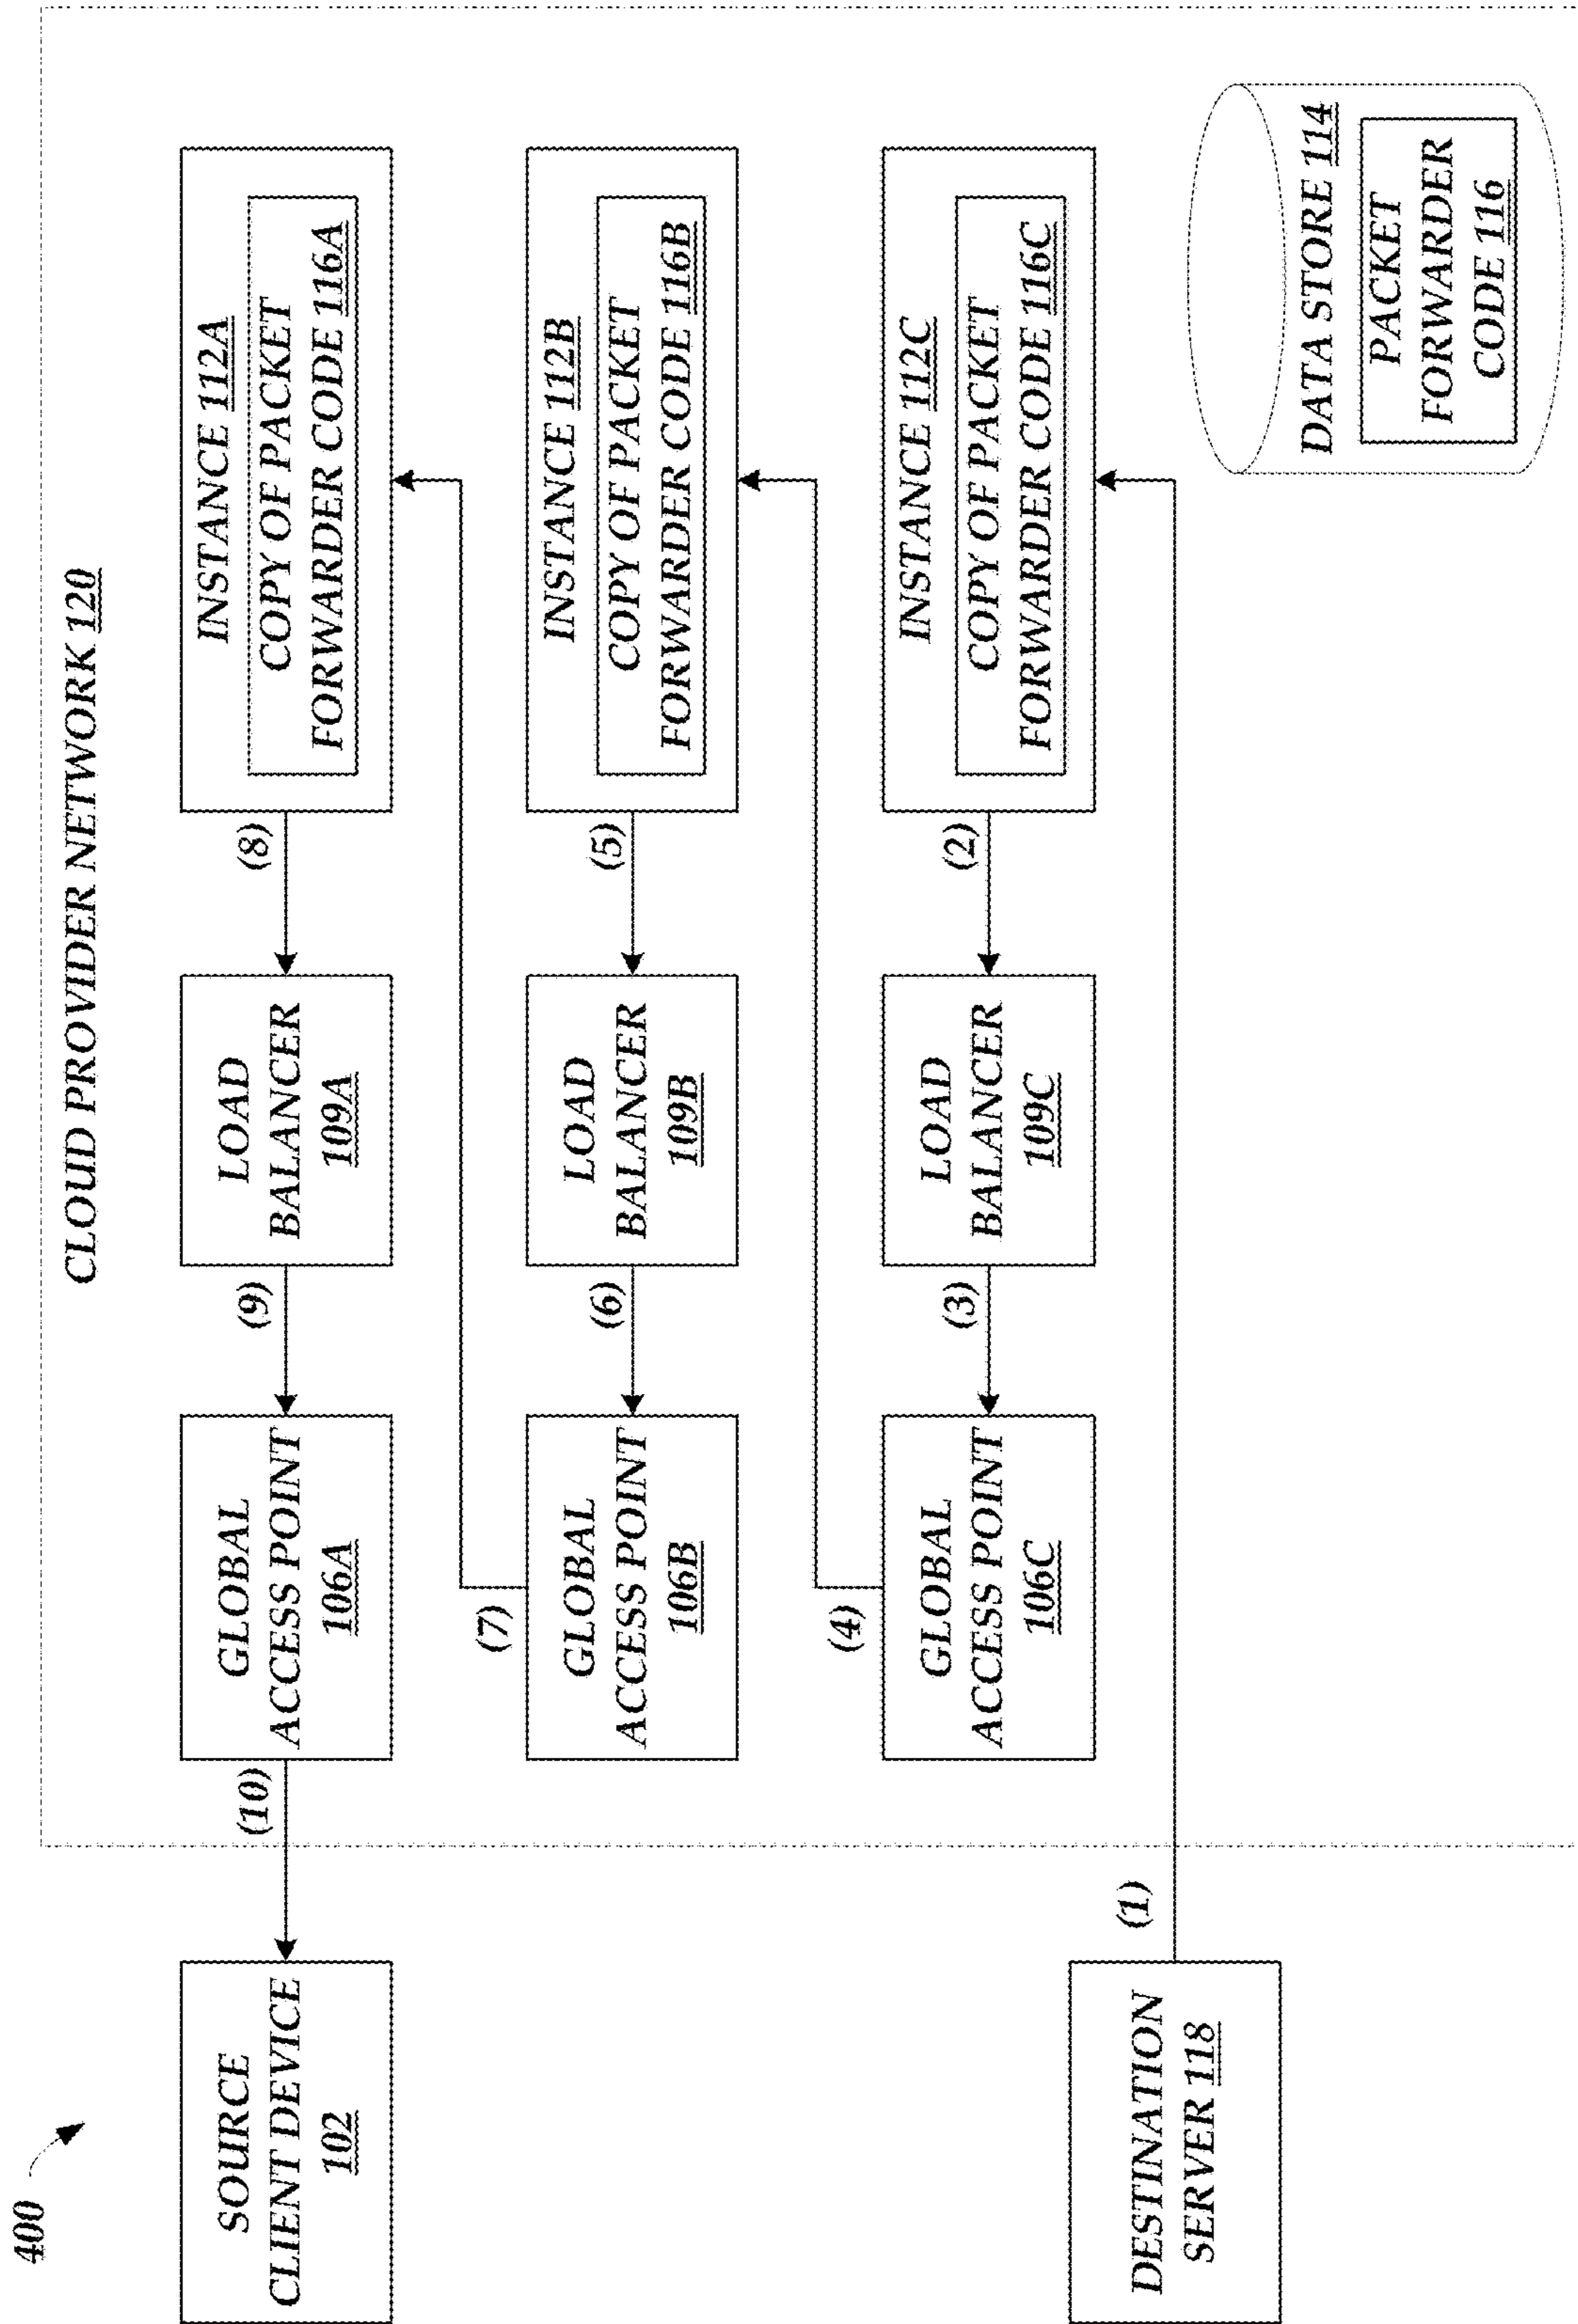 400
CLOUD PROVIDER NETWORK 120
SOURCE
CLIENT DEVICE
102
(10)
GLOBAL
ACCESS POINT
106A
(9)
LOAD
BALANCER
109A
(8)
INSTANCE 112A
COPY OF PACKET
FORWARDER CODE 116A
(7)
GLOBAL
ACCESS POINT
106B
(6)
LOAD
BALANCER
109B
(5)
INSTANCE 112B
COPY OF PACKET
FORWARDER CODE 116B
(4)
GLOBAL
ACCESS POINT
106C
(3)
LOAD
BALANCER
109C
(2)
INSTANCE 112C
COPY OF PACKET
FORWARDER CODE 116C
DESTINATION
SERVER 118
(1)
DATA STORE 114
PACKET
FORWARDER
CODE 116